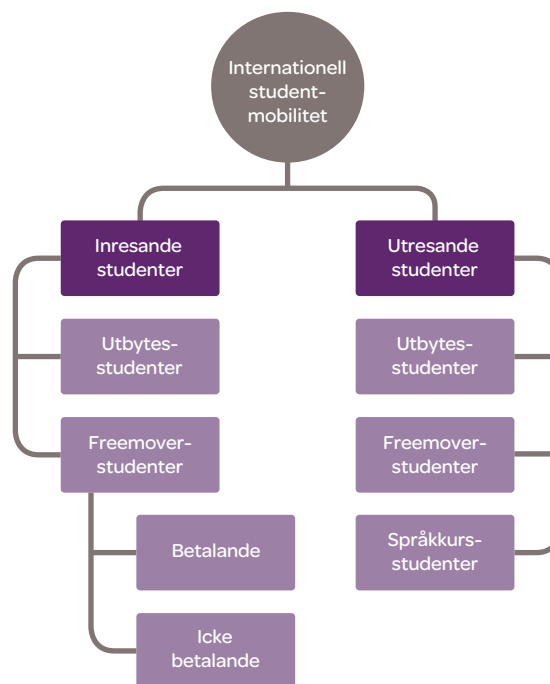 Internationell
student-
mobilitet
Inresande
studenter
Utbytes-
studenter
Freemover-
studenter
Betalande
Icke
betalande
Utresande
studenter
Utbytes-
studenter
Freemover-
studenter
Språkkurs-
studenter